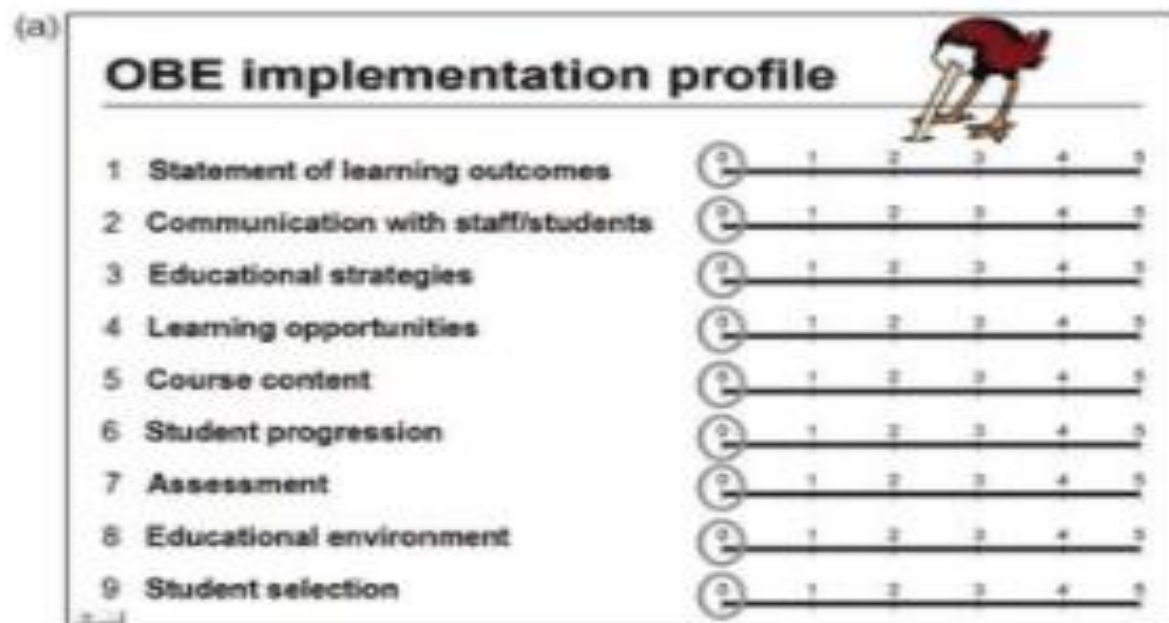 (a)
OBE implementation profile
1 Statement of learning outcomes 0 1 2 3 4 5
2 Communication with staff/students 0 1 2 3 4 5
3 Educational strategies 0 1 2 3 4 5
4 Learning opportunities 0 1 2 3 4 5
5 Course content 0 1 2 3 4 5
6 Student progression 0 1 2 3 4 5
7 Assessment 0 1 2 3 4 5
8 Educational environment 0 1 2 3 4 5
9 Student selection 0 1 2 3 4 5